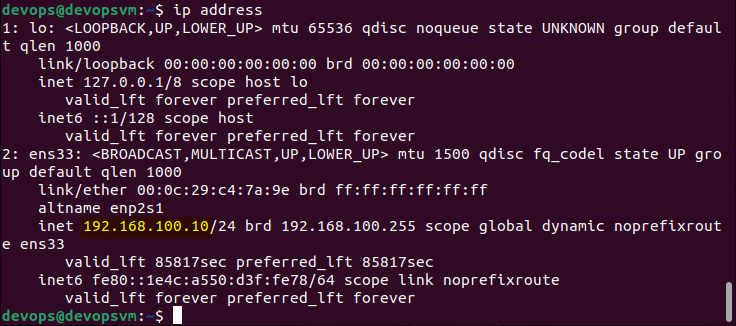 devops@devopsvm:~$ ip address
1: lo: <LOOPBACK,UP,LOWER_UP> mtu 65536 qdisc noqueue state UNKNOWN group defaul
t qlen 1000
    link/loopback 00:00:00:00:00:00 brd 00:00:00:00:00:00
    inet 127.0.0.1/8 scope host lo
       valid_lft forever preferred_lft forever
    inet6 ::1/128 scope host
       valid_lft forever preferred_lft forever
2: ens33: <BROADCAST,MULTICAST,UP,LOWER_UP> mtu 1500 qdisc fq_codel state UP gro
up default qlen 1000
    link/ether 00:0c:29:c4:7a:9e brd ff:ff:ff:ff:ff:ff
    altname enp2s1
    inet 192.168.100.10/24 brd 192.168.100.255 scope global dynamic noprefixrout
e ens33
       valid_lft 85817sec preferred_lft 85817sec
    inet6 fe80::1e4c:a550:d3f:fe78/64 scope link noprefixroute
       valid_lft forever preferred_lft forever
devops@devopsvm:~$